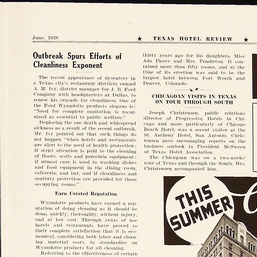 June, 1938
★ TEXAS HOTEL REVIEW ★
Outbreak Spurs Efforts of
Cleanliness Exponent
The recent appearance of dysentery in
a Texas city's restaurant district caused
A. M. Ivy, district manager for J. B. Ford
Company with headquarters at Dallas, to
renew his crusade for cleanliness. One of
the Ford Wyandotte products slogans is:
"Need for complete sanitation is recog-
nized as essential to public welfare."
Deploring the one death and widespread
sickness as a result of the recent outbreak,
Mr. Ivy pointed out that such things do
not happen "when hotels and restaurants
are alert to the need of health protection;
if strict attention is paid to the cleaning
of floors, walls and porcelain equipment;
if utmost care is used in washing dishes
and food equipment in the dining room,
cafeteria, and bar, and if cleanliness and
sanitary protection are provided for those
occupying rooms."
Earn Coveted Reputation
Wyandotte products have earned a rep-
utation of doing cleaning as it should be
done, quickly, thoroughly, without injury,
and at low cost. Through years of use
hotels and restaurants have proved to
their complete satisfaction that it is eco-
nomical, considering both labor and clean-
ing material costs, to standardize on
Wyandotte products for all cleaning.
Referring to the effectiveness of certain
thirty years ago for his daughters, Miss
Ada Pierce and Mrs. Pendleton. It con-
tained more than fifty rooms, and at the
time of its erection was said to be the
largest hotel between Fort Worth and
Denver, Colorado.
CHICAGOAN VISITS IN TEXAS
ON TOUR THROUGH SOUTH
Joseph Christensen, public relations
director of Progressive Hotels in Chi-
cago and more particularly of Chicago
Beach Hotel, was a recent visitor at the
St. Anthony Hotel, San Antonio. Chris-
tensen gave encouraging reports on the
business outlook to President McSween
of Texas Hotel Association.
The Chicagoan was on a two-weeks'
tour of Texas and through the South. Mrs.
Christensen accompanied him.
THIS
SUMMER